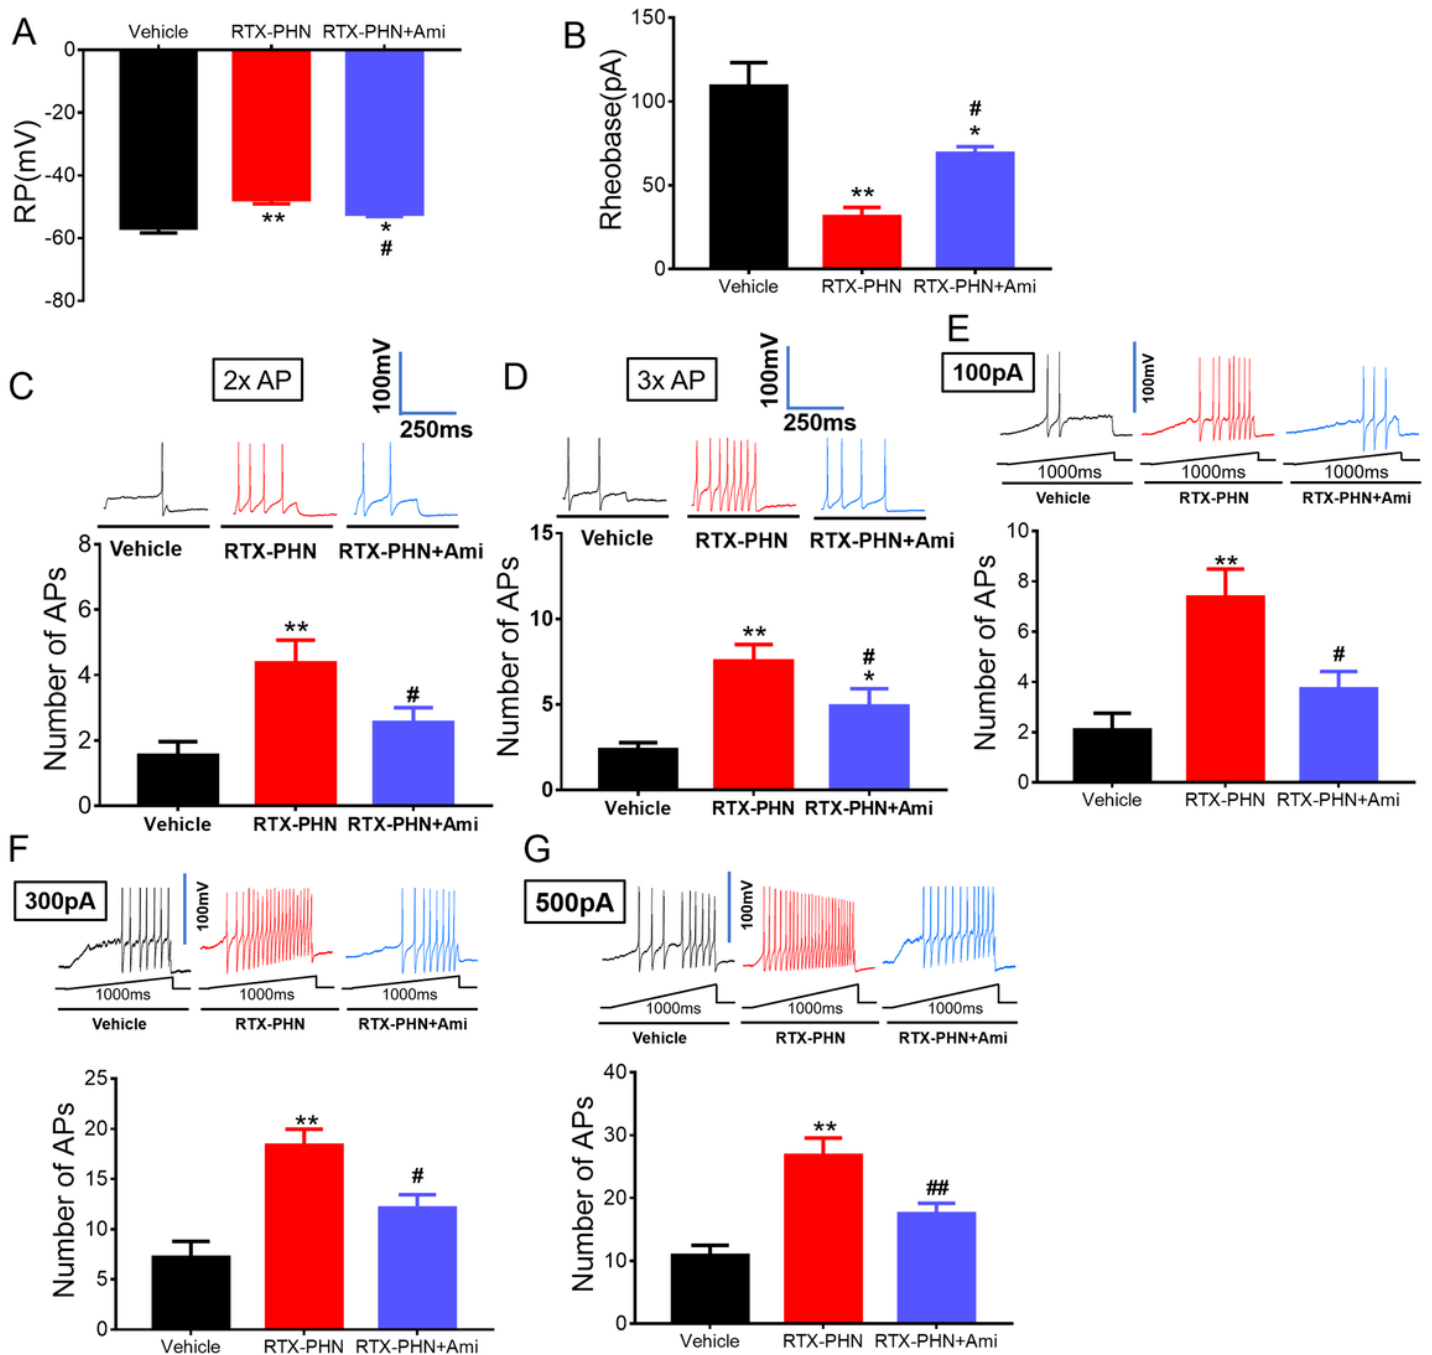 A
Vehicle RTX-PHN RTX-PHN+Ami
0
-20
-40
-60
-80
RP(mV)
**
*
#
B
150
100
50
0
Rheobase(pA)
**
#
*
Vehicle RTX-PHN RTX-PHN+Ami
C
2x AP
100mV
250ms
Vehicle RTX-PHN RTX-PHN+Ami
8
6
4
2
0
Number of APs
**
#
Vehicle RTX-PHN RTX-PHN+Ami
D
3x AP
100mV
250ms
Vehicle RTX-PHN RTX-PHN+Ami
15
10
5
0
Number of APs
**
#
*
Vehicle RTX-PHN RTX-PHN+Ami
E
100pA
100mV
1000ms 1000ms 1000ms
Vehicle RTX-PHN RTX-PHN+Ami
10
8
6
4
2
0
Number of APs
**
#
Vehicle RTX-PHN RTX-PHN+Ami
F
300pA
100mV
1000ms 1000ms 1000ms
Vehicle RTX-PHN RTX-PHN+Ami
25
20
15
10
5
0
Number of APs
**
#
Vehicle RTX-PHN RTX-PHN+Ami
G
500pA
100mV
1000ms 1000ms 1000ms
Vehicle RTX-PHN RTX-PHN+Ami
40
30
20
10
0
Number of APs
**
##
Vehicle RTX-PHN RTX-PHN+Ami